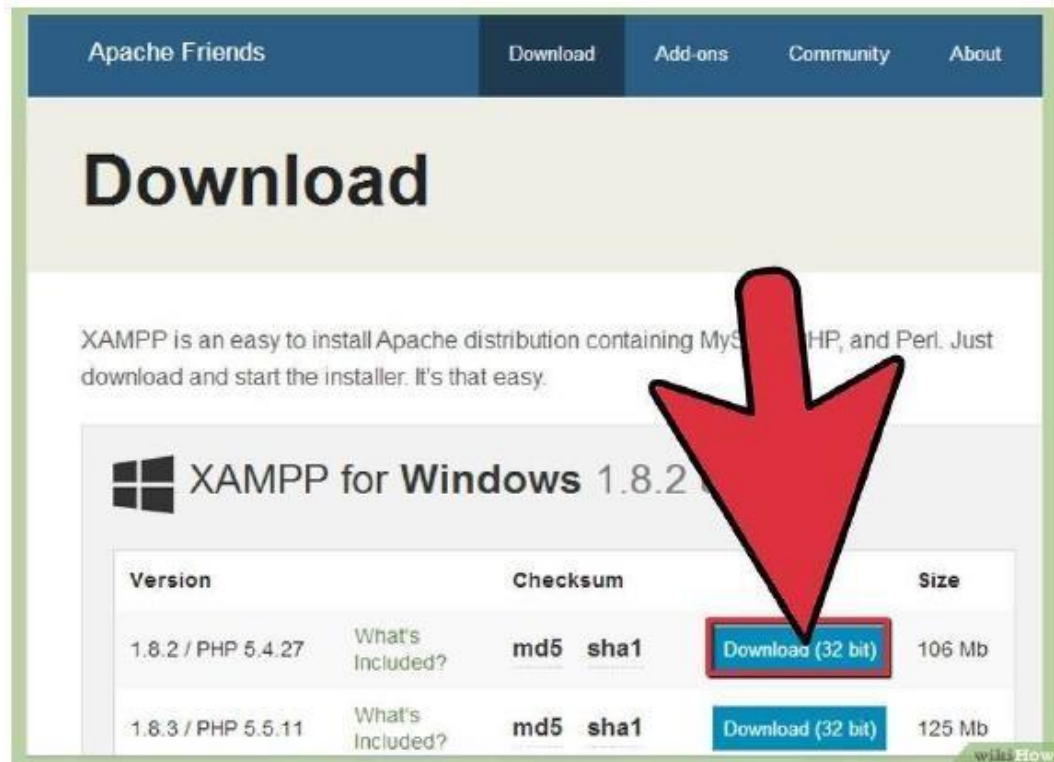 Apache Friends Download Add-ons Community About
Download
XAMPP is an easy to install Apache distribution containing PHP, and Perl. Just
download and start the installer. It's that easy.
XAMPP for Windows 1.8.2
Version Checksum Size
1.8.2 / PHP 5.4.27 What's Included? md5 sha1 Download (32 bit) 106 Mb
1.8.3 / PHP 5.5.11 What's Included? md5 sha1 Download (32 bit) 125 Mb
wikiHow